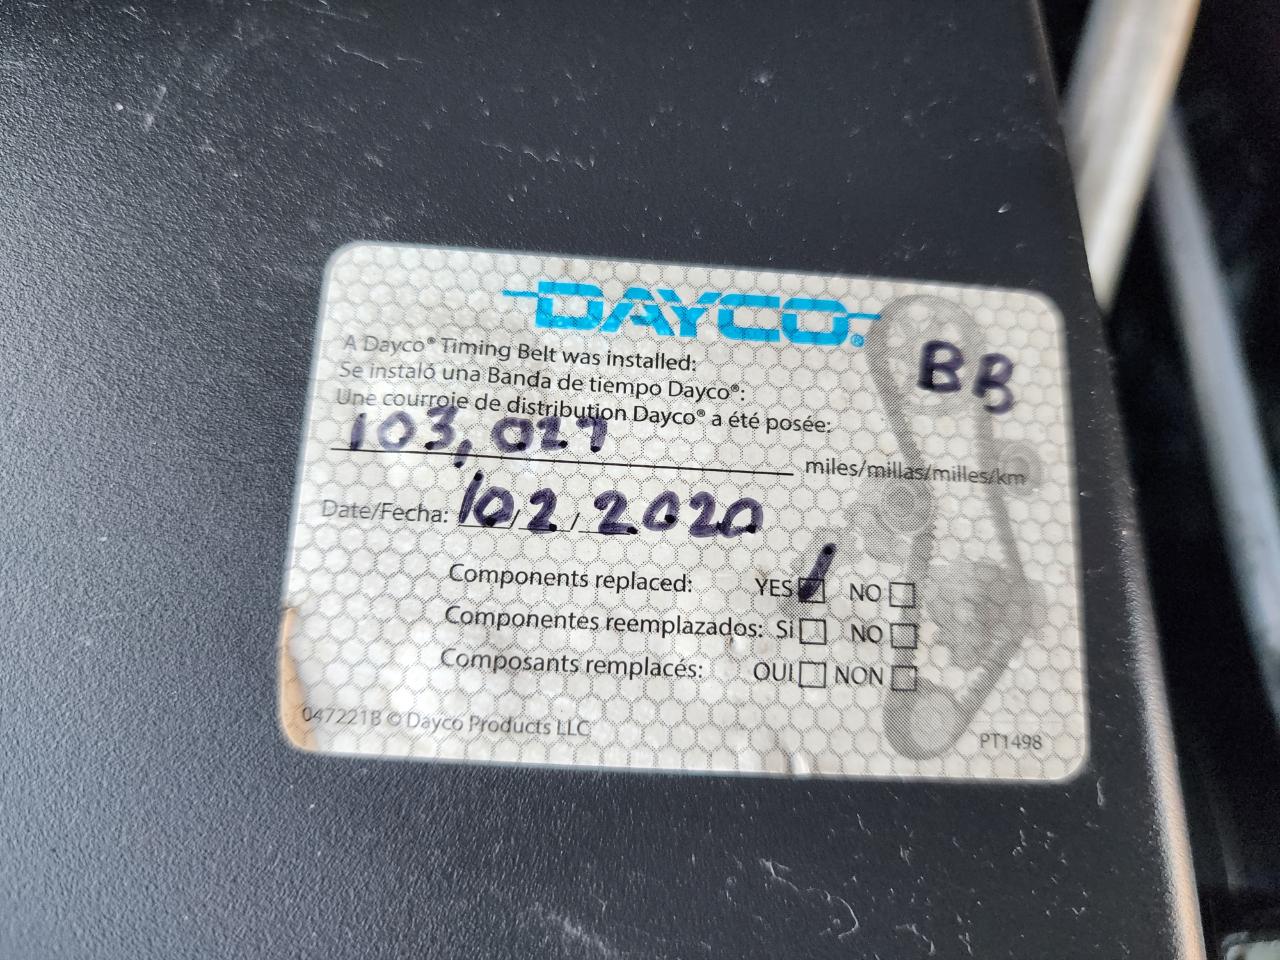 DAYCO®
BB
A Dayco® Timing Belt was installed:
Se instaló una Banda de tiempo Dayco®:
Une courroie de distribution Dayco® a été posée:
103,027 miles/millas/milles/km
Date/Fecha: 10/2/2020
Components replaced: YES NO
Componentes reemplazados: Si NO
Composants remplacés: OUI NON
047221B © Dayco Products LLC
PT1498